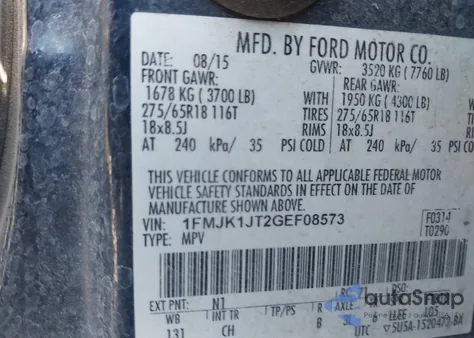 MFD. BY FORD MOTOR CO.
DATE: 08/15 GVWR: 3520 KG ( 7760 LB)
FRONT GAWR: REAR GAWR:
1678 KG ( 3700 LB) WITH 1950 KG ( 4300 LB)
275/65R18 116T TIRES 275/65R18 116T
18x8.5J RIMS 18x8.5J
AT 240 kPa/ 35 PSI COLD AT 240 kPa/ 35 PSI COLD
THIS VEHICLE CONFORMS TO ALL APPLICABLE FEDERAL MOTOR
VEHICLE SAFETY STANDARDS IN EFFECT ON THE DATE OF
MANUFACTURE SHOWN ABOVE.
VIN: 1FMJK1JT2GEF08573 F0314
TYPE: MPV T0290
EXT PNT: N1
WB INT TR TP/PS R AXLE
131 CH B
UTC
autoSnap